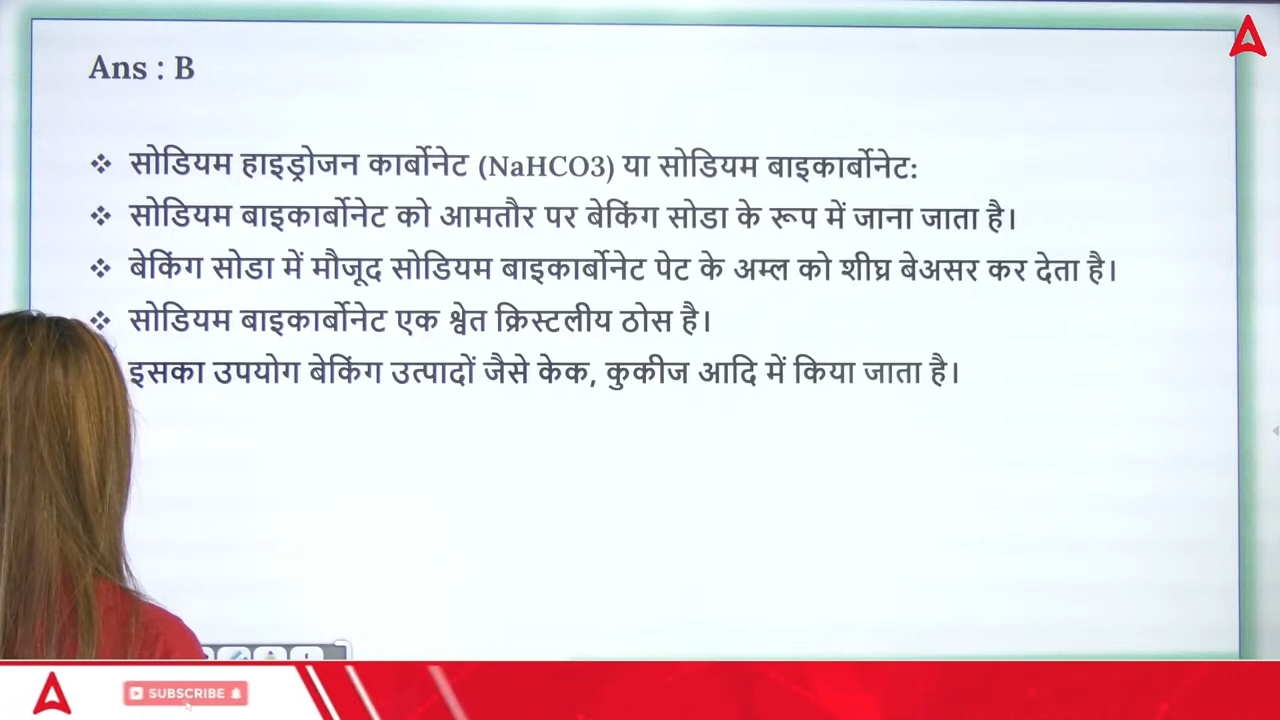 Ans : B
❖ सोडियम हाइड्रोजन कार्बोनेट (NaHCO3) या सोडियम बाइकार्बोनेट:
❖ सोडियम बाइकार्बोनेट को आमतौर पर बेकिंग सोडा के रूप में जाना जाता है।
❖ बेकिंग सोडा में मौजूद सोडियम बाइकार्बोनेट पेट के अम्ल को शीघ्र बेअसर कर देता है।
❖ सोडियम बाइकार्बोनेट एक श्वेत क्रिस्टलीय ठोस है।
इसका उपयोग बेकिंग उत्पादों जैसे केक, कुकीज आदि में किया जाता है।
SUBSCRIBE